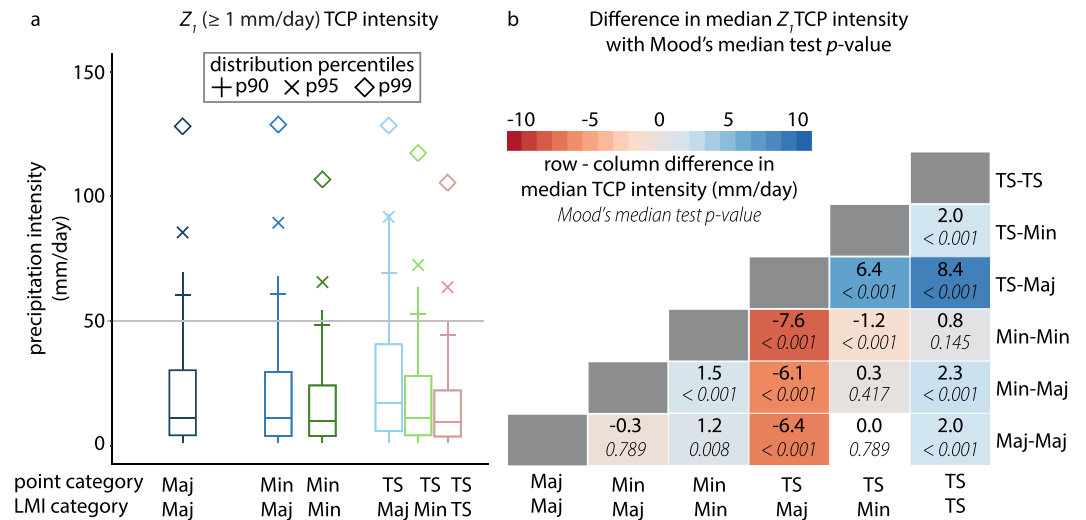 a
Z₁ (≥ 1 mm/day) TCP intensity
distribution percentiles
p90 p95 p99
precipitation intensity
(mm/day)
150
100
50
0
point category Maj Min Min TS TS TS
LMI category Maj Maj Min Maj Min TS
b
Difference in median Z₁TCP intensity
with Mood's median test p-value
-10 -5 0 5 10
row - column difference in
median TCP intensity (mm/day)
Mood's median test p-value
TS-TS
2.0
< 0.001
TS-Min
6.4 8.4
< 0.001 < 0.001
TS-Maj
-7.6 -1.2 0.8
< 0.001 < 0.001 0.145
Min-Min
1.5 -6.1 0.3 2.3
< 0.001 < 0.001 0.417 < 0.001
Min-Maj
-0.3 1.2 -6.4 0.0 2.0
0.789 0.008 < 0.001 0.789 < 0.001
Maj-Maj
Maj Min Min TS TS TS
Maj Maj Min Maj Min TS